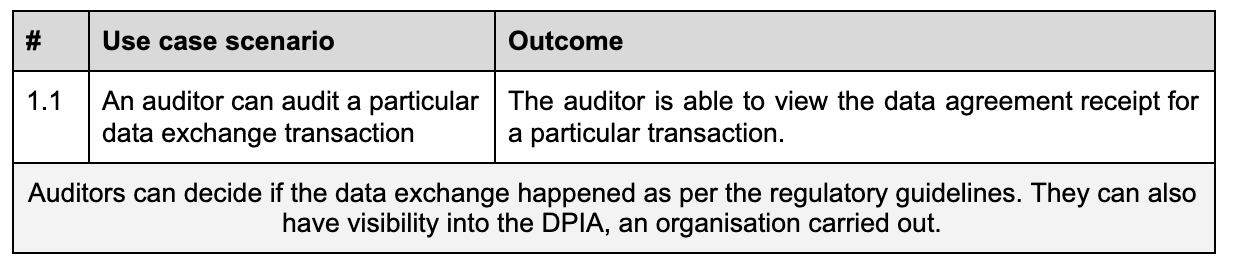 # Use case scenario Outcome
1.1 An auditor can audit a particular The auditor is able to view the data agreement receipt for
data exchange transaction a particular transaction.
Auditors can decide if the data exchange happened as per the regulatory guidelines. They can also
have visibility into the DPIA, an organisation carried out.